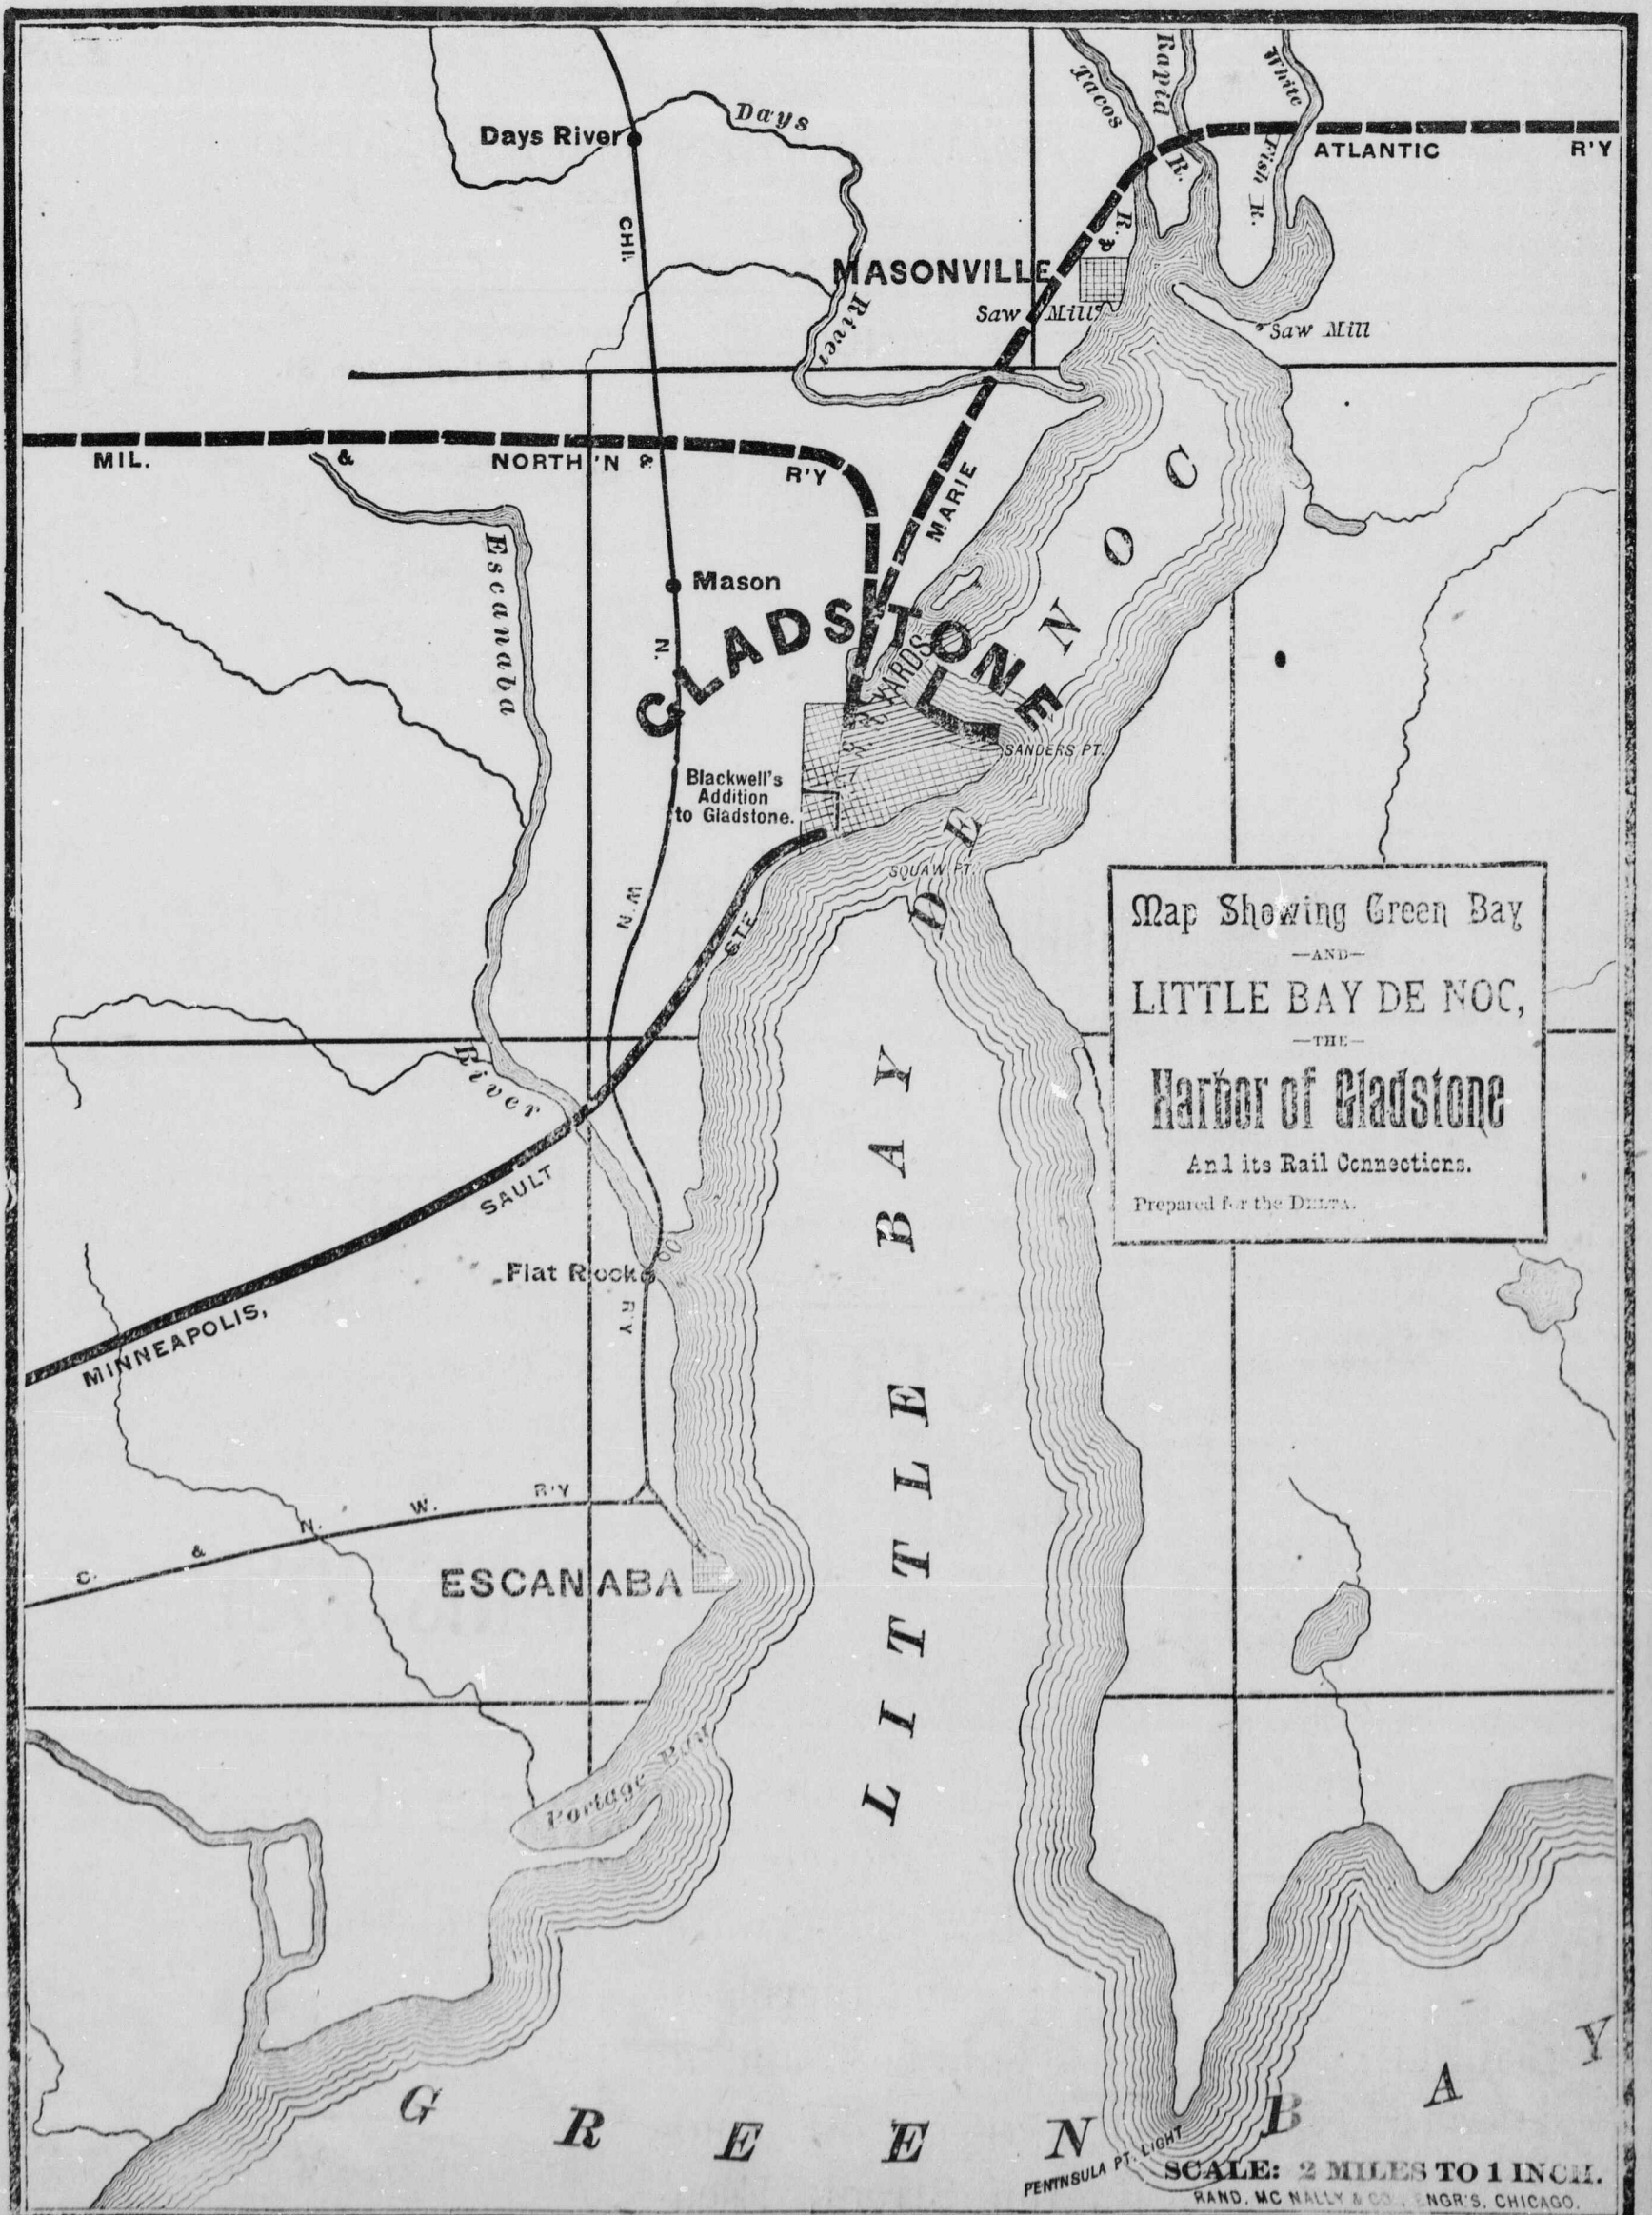 Tacos
Rapid
R.
White
Fish R.
Days River
Days
River
ATLANTIC
R'Y
CHI.
R. &
MASONVILLE
Saw Mill
Saw Mill
MIL. & NORTH'N & R'Y
MARIE
NOC
Escanaba
River
Mason
N.
GLADSTONE
YARDS
SANDERS PT.
Blackwell's
Addition
to Gladstone.
DE
SQUAW PT.
&
W'N
STE
Map Showing Green Bay
—AND—
LITTLE BAY DE NOC,
—THE—
Harbor of Gladstone
And its Rail Connections.
Prepared for the DELTA.
BAY
SAULT
Flat Rock
R'Y
MINNEAPOLIS,
LITTLE
C. & N. W. R'Y
ESCANABA
Portage Bay
GREEN BAY
PENINSULA PT. LIGHT
SCALE: 2 MILES TO 1 INCH.
RAND, MC NALLY & CO., ENGR'S, CHICAGO.